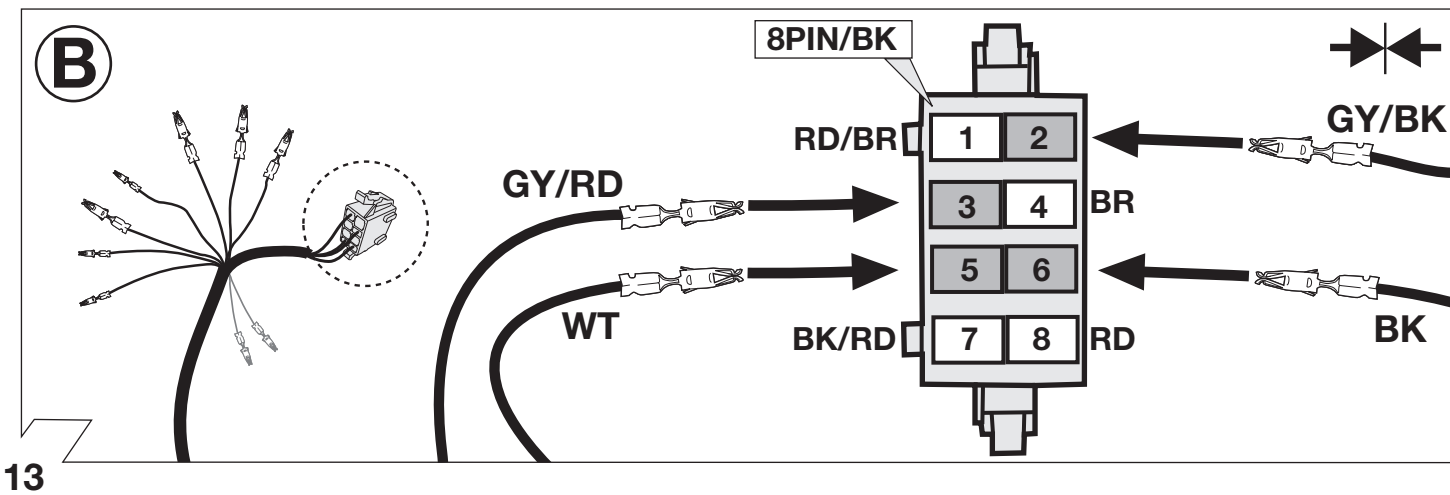 B
8PIN/BK
GY/BK
RD/BR 1 2
GY/RD
3 4 BR
5 6
WT
BK
BK/RD 7 8 RD
13